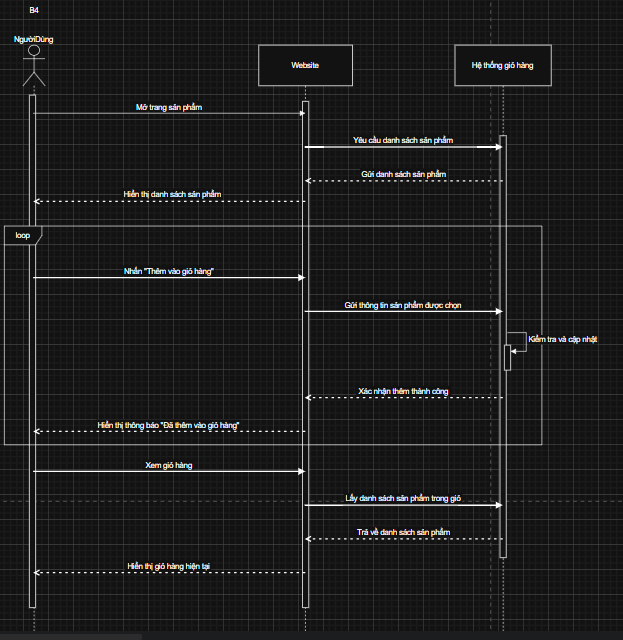 B4
NgườiDùng
Website
Hệ thống giỏ hàng
Mở trang sản phẩm
Yêu cầu danh sách sản phẩm
Gửi danh sách sản phẩm
Hiển thị danh sách sản phẩm
loop
Nhấn "Thêm vào giỏ hàng"
Gửi thông tin sản phẩm được chọn
Kiểm tra và cập nhật
Xác nhận thêm thành công
Hiển thị thông báo "Đã thêm vào giỏ hàng"
Xem giỏ hàng
Lấy danh sách sản phẩm trong giỏ
Trả về danh sách sản phẩm
Hiển thị giỏ hàng hiện tại